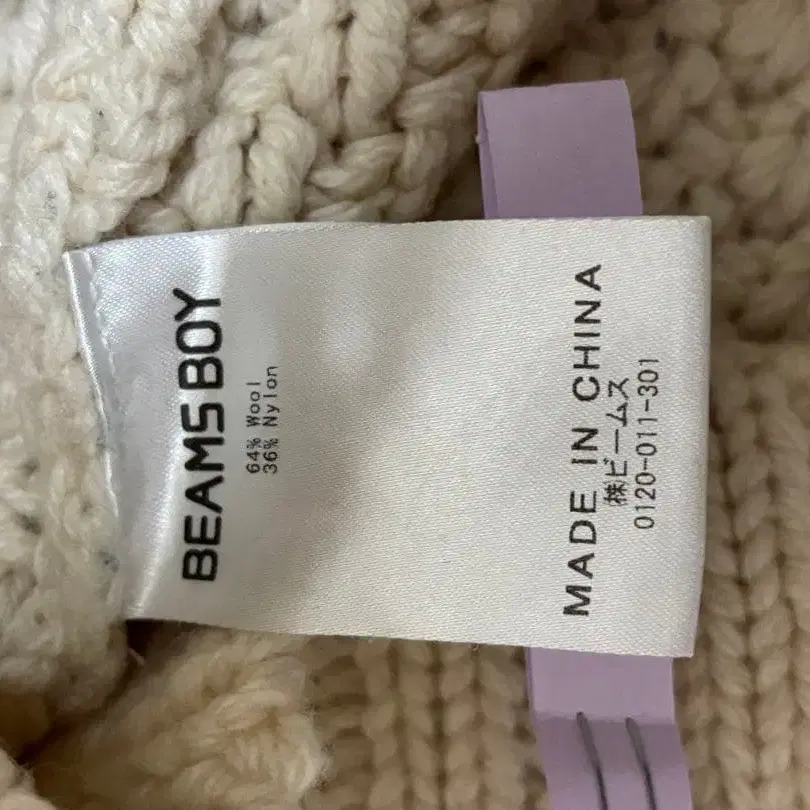 BEAMS BOY
64% Wool
36% Nylon
MADE IN CHINA
㈱ビームス
0120-011-301